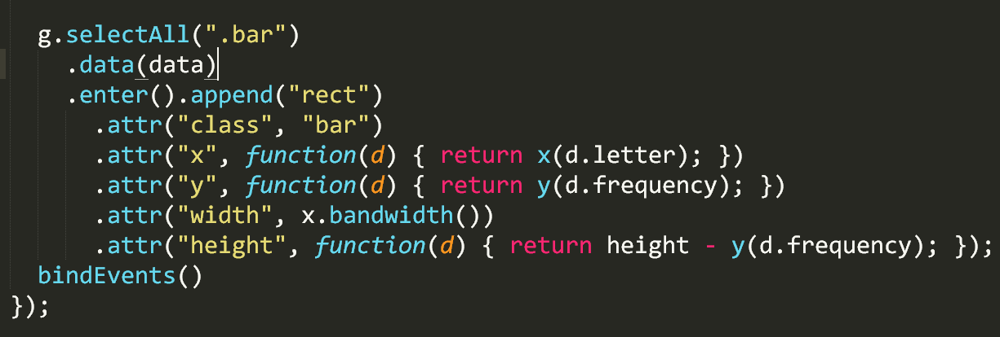 g.selectAll(".bar")
.data(data)
.enter().append("rect")
.attr("class", "bar")
.attr("x", function(d) { return x(d.letter); })
.attr("y", function(d) { return y(d.frequency); })
.attr("width", x.bandwidth())
.attr("height", function(d) { return height - y(d.frequency); });
bindEvents()
});